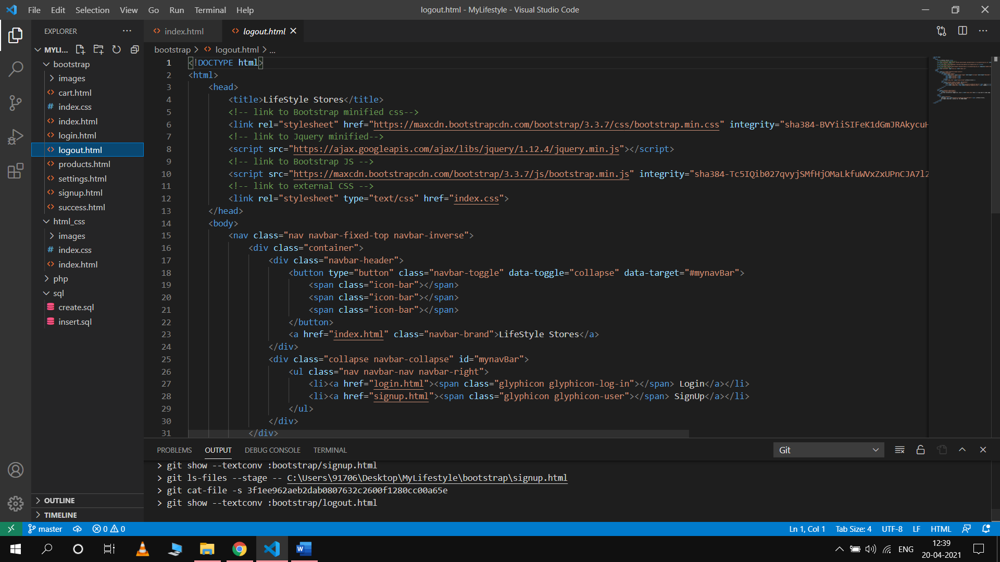 File Edit Selection View Go Run Terminal Help
logout.html - MyLifestyle - Visual Studio Code
EXPLORER
MYLI...
bootstrap
images
cart.html
index.css
index.html
login.html
logout.html
products.html
settings.html
signup.html
success.html
html_css
images
index.css
index.html
php
sql
create.sql
insert.sql
OUTLINE
TIMELINE
index.html
logout.html
bootstrap > logout.html > ...
1 <!DOCTYPE html>
2 <html>
3 <head>
4 <title>LifeStyle Stores</title>
5 <!-- link to Bootstrap minified css-->
6 <link rel="stylesheet" href="https://maxcdn.bootstrapcdn.com/bootstrap/3.3.7/css/bootstrap.min.css" integrity="sha384-BVYiiSIFeK1dGmJRAkycuH
7 <!-- link to Jquery minified-->
8 <script src="https://ajax.googleapis.com/ajax/libs/jquery/1.12.4/jquery.min.js"></script>
9 <!-- link to Bootstrap JS -->
10 <script src="https://maxcdn.bootstrapcdn.com/bootstrap/3.3.7/js/bootstrap.min.js" integrity="sha384-Tc5IQib027qvyjSMfHjOMaLkfuWVxZxUPnCJA7l2
11 <!-- link to external CSS -->
12 <link rel="stylesheet" type="text/css" href="index.css">
13 </head>
14 <body>
15 <nav class="nav navbar-fixed-top navbar-inverse">
16 <div class="container">
17 <div class="navbar-header">
18 <button type="button" class="navbar-toggle" data-toggle="collapse" data-target="#mynavBar">
19 <span class="icon-bar"></span>
20 <span class="icon-bar"></span>
21 <span class="icon-bar"></span>
22 </button>
23 <a href="index.html" class="navbar-brand">LifeStyle Stores</a>
24 </div>
25 <div class="collapse navbar-collapse" id="mynavBar">
26 <ul class="nav navbar-nav navbar-right">
27 <li><a href="login.html"><span class="glyphicon glyphicon-log-in"></span> Login</a></li>
28 <li><a href="signup.html"><span class="glyphicon glyphicon-user"></span> SignUp</a></li>
29 </ul>
30 </div>
31 </div>
PROBLEMS OUTPUT DEBUG CONSOLE TERMINAL
Git
> git show --textconv :bootstrap/signup.html
> git ls-files --stage -- C:\Users\91706\Desktop\MyLifestyle\bootstrap\signup.html
> git cat-file -s 3f1ee962aeb2dab0807632c2600f1280cc00a65e
> git show --textconv :bootstrap/logout.html
master 0 0
Ln 1, Col 1 Tab Size: 4 UTF-8 LF HTML
W
ENG
12:39
20-04-2021